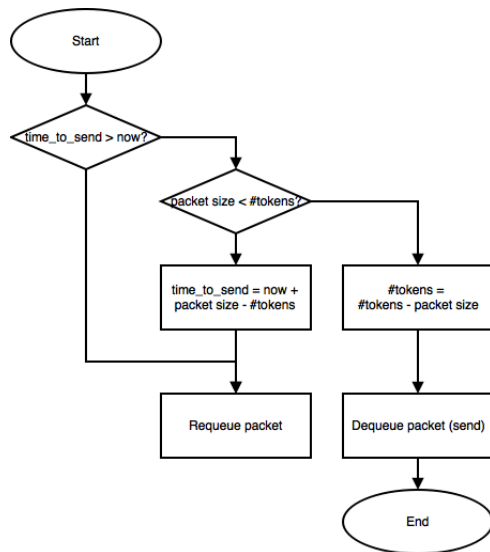 Start
time_to_send > now?
packet size < #tokens?
time_to_send = now +
packet size - #tokens
#tokens =
#tokens - packet size
Requeue packet
Dequeue packet (send)
End